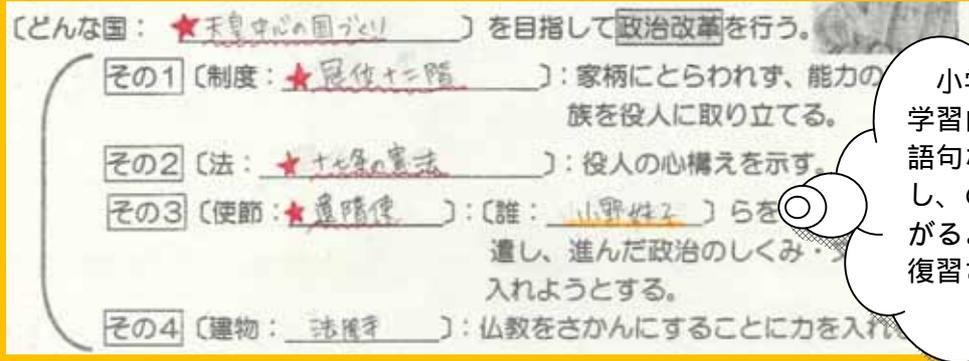 〔どんな国：★天皇中心の国づくり〕を目指して政治改革を行う。
その1〔制度：★冠位十二階〕：家柄にとらわれず、能力の
族を役人に取り立てる。
その2〔法：★十七条の憲法〕：役人の心構えを示す。
その3〔使節：★遣隋使〕：〔誰：小野妹子〕らを
遣し、進んだ政治のしくみ・文
入れようとする。
その4〔建物：法隆寺〕：仏教をさかんにすることに力を入れ
小学
学習
語句
し、
がる
復習